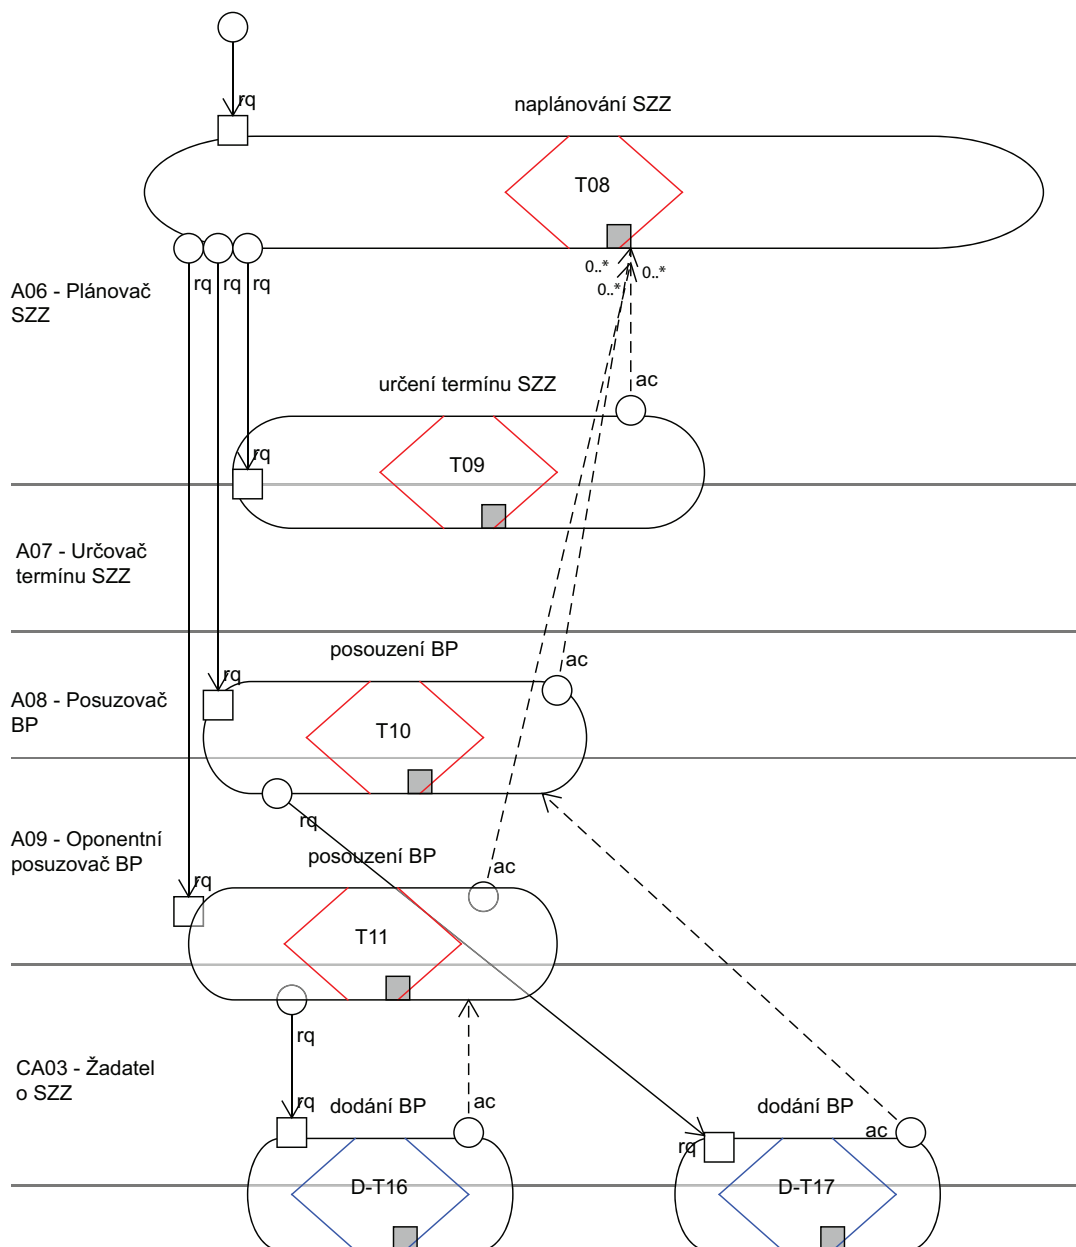 rq
naplánování SZZ
T08
rq
rq
rq
0..*
0..*
0..*
A06 - Plánovač
SZZ
ac
určení termínu SZZ
rq
T09
A07 - Určovač
termínu SZZ
posouzení BP
ac
rq
A08 - Posuzovač
BP
T10
rq
A09 - Oponentní
posuzovač BP
posouzení BP
ac
rq
T11
rq
CA03 - Žadatel
o SZZ
rq
dodání BP
ac
dodání BP
ac
rq
D-T16
D-T17